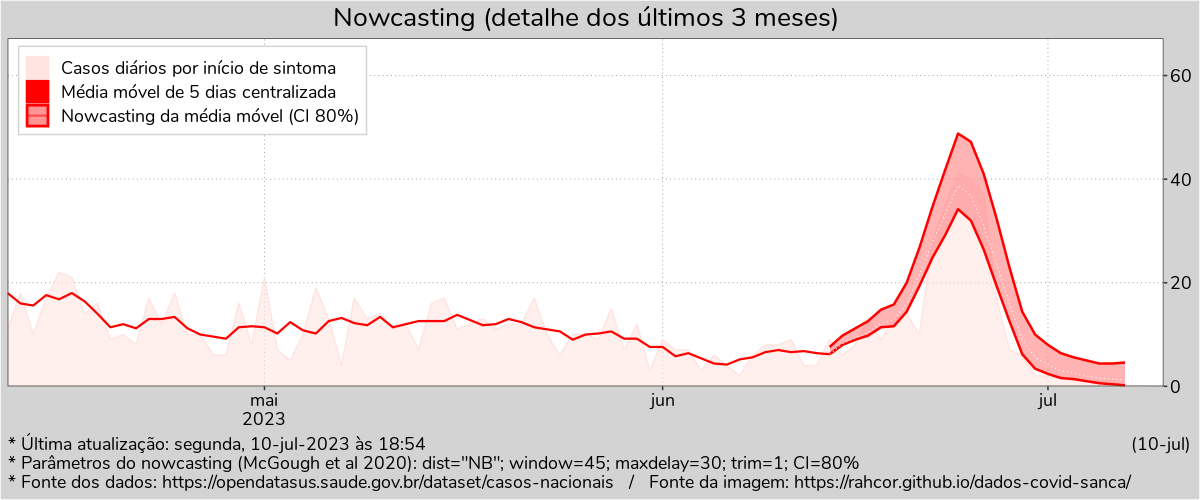 Nowcasting (detalhe dos últimos 3 meses)
Casos diários por início de sintoma
Média móvel de 5 dias centralizada
Nowcasting da média móvel (CI 80%)
60
40
20
0
mai
2023
jun
jul
* Última atualização: segunda, 10-jul-2023 às 18:54
(10-jul)
* Parâmetros do nowcasting (McGough et al 2020): dist="NB"; window=45; maxdelay=30; trim=1; CI=80%
* Fonte dos dados: https://opendatasus.saude.gov.br/dataset/casos-nacionais / Fonte da imagem: https://rahcor.github.io/dados-covid-sanca/